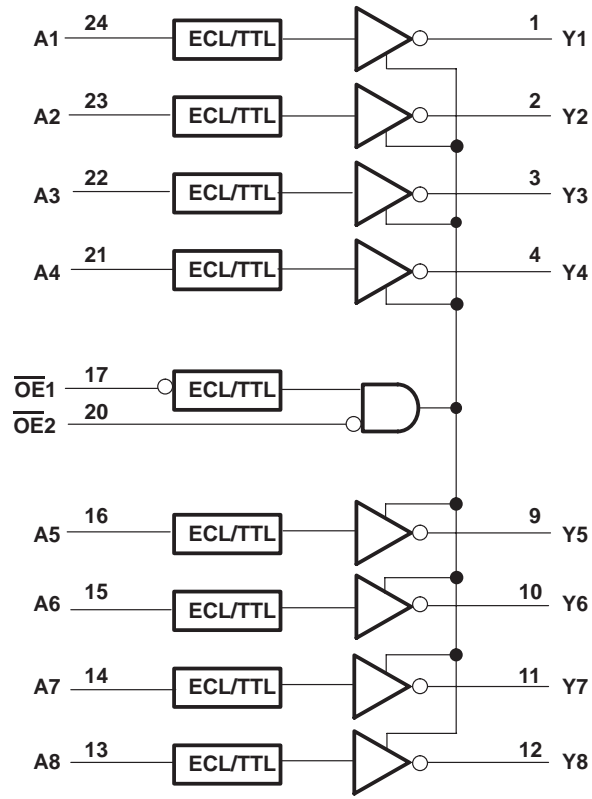 A1 24 ECL/TTL 1 Y1
A2 23 ECL/TTL 2 Y2
A3 22 ECL/TTL 3 Y3
A4 21 ECL/TTL 4 Y4
O̅E̅1 17 ECL/TTL
O̅E̅2 20
A5 16 ECL/TTL 9 Y5
A6 15 ECL/TTL 10 Y6
A7 14 ECL/TTL 11 Y7
A8 13 ECL/TTL 12 Y8